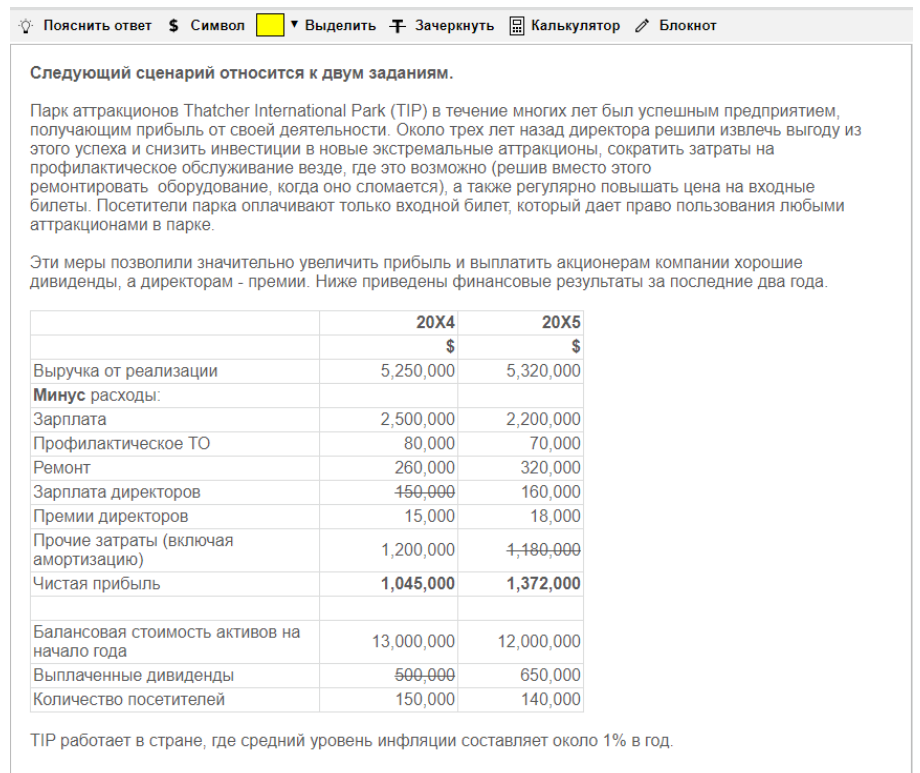 Пояснить ответ $ Символ ▼ Выделить Т Зачеркнуть Калькулятор Блокнот
Следующий сценарий относится к двум заданиям.
Парк аттракционов Thatcher International Park (TIP) в течение многих лет был успешным предприятием,
получающим прибыль от своей деятельности. Около трех лет назад директора решили извлечь выгоду из
этого успеха и снизить инвестиции в новые экстремальные аттракционы, сократить затраты на
профилактическое обслуживание везде, где это возможно (решив вместо этого
ремонтировать оборудование, когда оно сломается), а также регулярно повышать цена на входные
билеты. Посетители парка оплачивают только входной билет, который дает право пользования любыми
аттракционами в парке.
Эти меры позволили значительно увеличить прибыль и выплатить акционерам компании хорошие
дивиденды, а директорам - премии. Ниже приведены финансовые результаты за последние два года.
20X4 20X5
$ $
Выручка от реализации 5,250,000 5,320,000
Минус расходы:
Зарплата 2,500,000 2,200,000
Профилактическое ТО 80,000 70,000
Ремонт 260,000 320,000
Зарплата директоров 150,000 160,000
Премии директоров 15,000 18,000
Прочие затраты (включая
амортизацию) 1,200,000 1,180,000
Чистая прибыль 1,045,000 1,372,000
Балансовая стоимость активов на
начало года 13,000,000 12,000,000
Выплаченные дивиденды 500,000 650,000
Количество посетителей 150,000 140,000
TIP работает в стране, где средний уровень инфляции составляет около 1% в год.